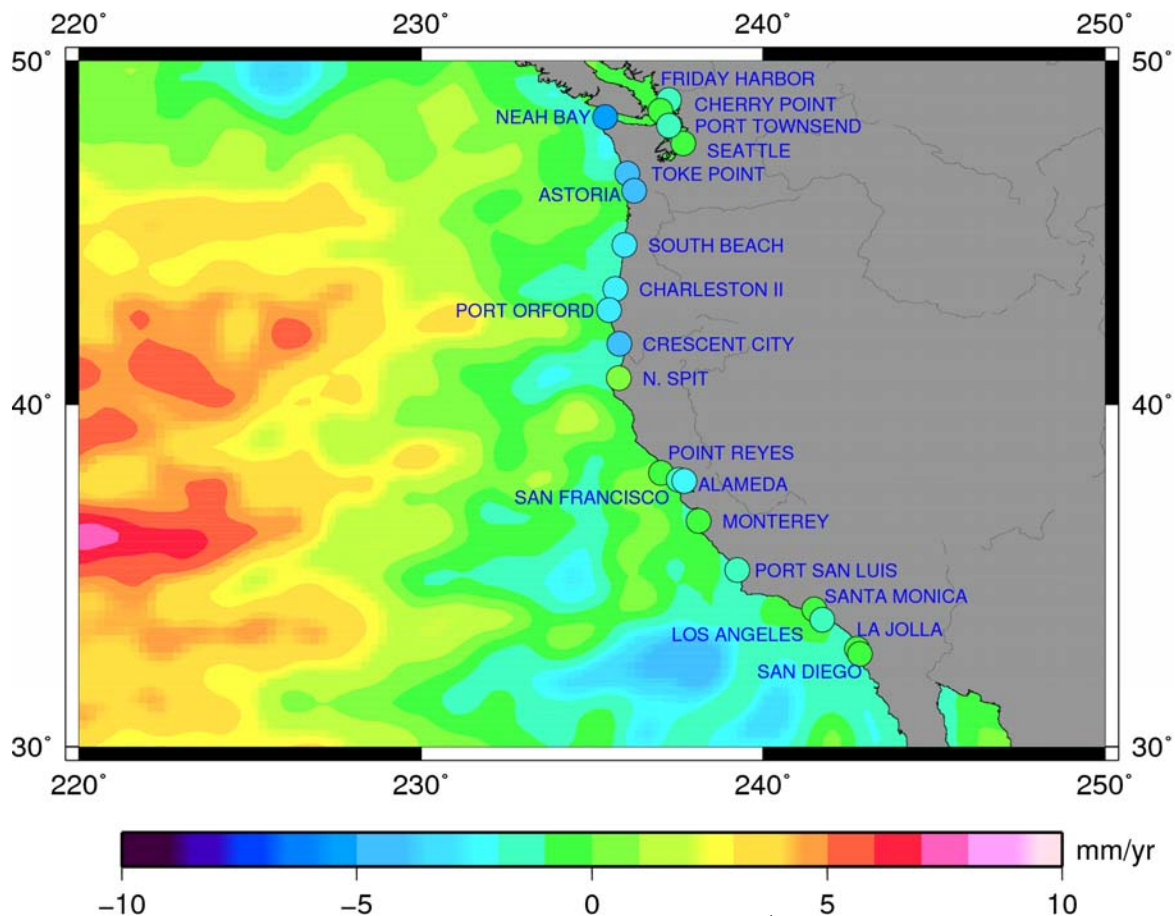 220° 230° 240° 250°
50° 50°
FRIDAY HARBOR
CHERRY POINT
NEAH BAY
PORT TOWNSEND
SEATTLE
TOKE POINT
ASTORIA
SOUTH BEACH
CHARLESTON II
PORT ORFORD
CRESCENT CITY
N. SPIT
40° 40°
POINT REYES
ALAMEDA
SAN FRANCISCO
MONTEREY
PORT SAN LUIS
SANTA MONICA
LA JOLLA
LOS ANGELES
SAN DIEGO
30° 30°
220° 230° 240° 250°
mm/yr
−10 −5 0 5 10